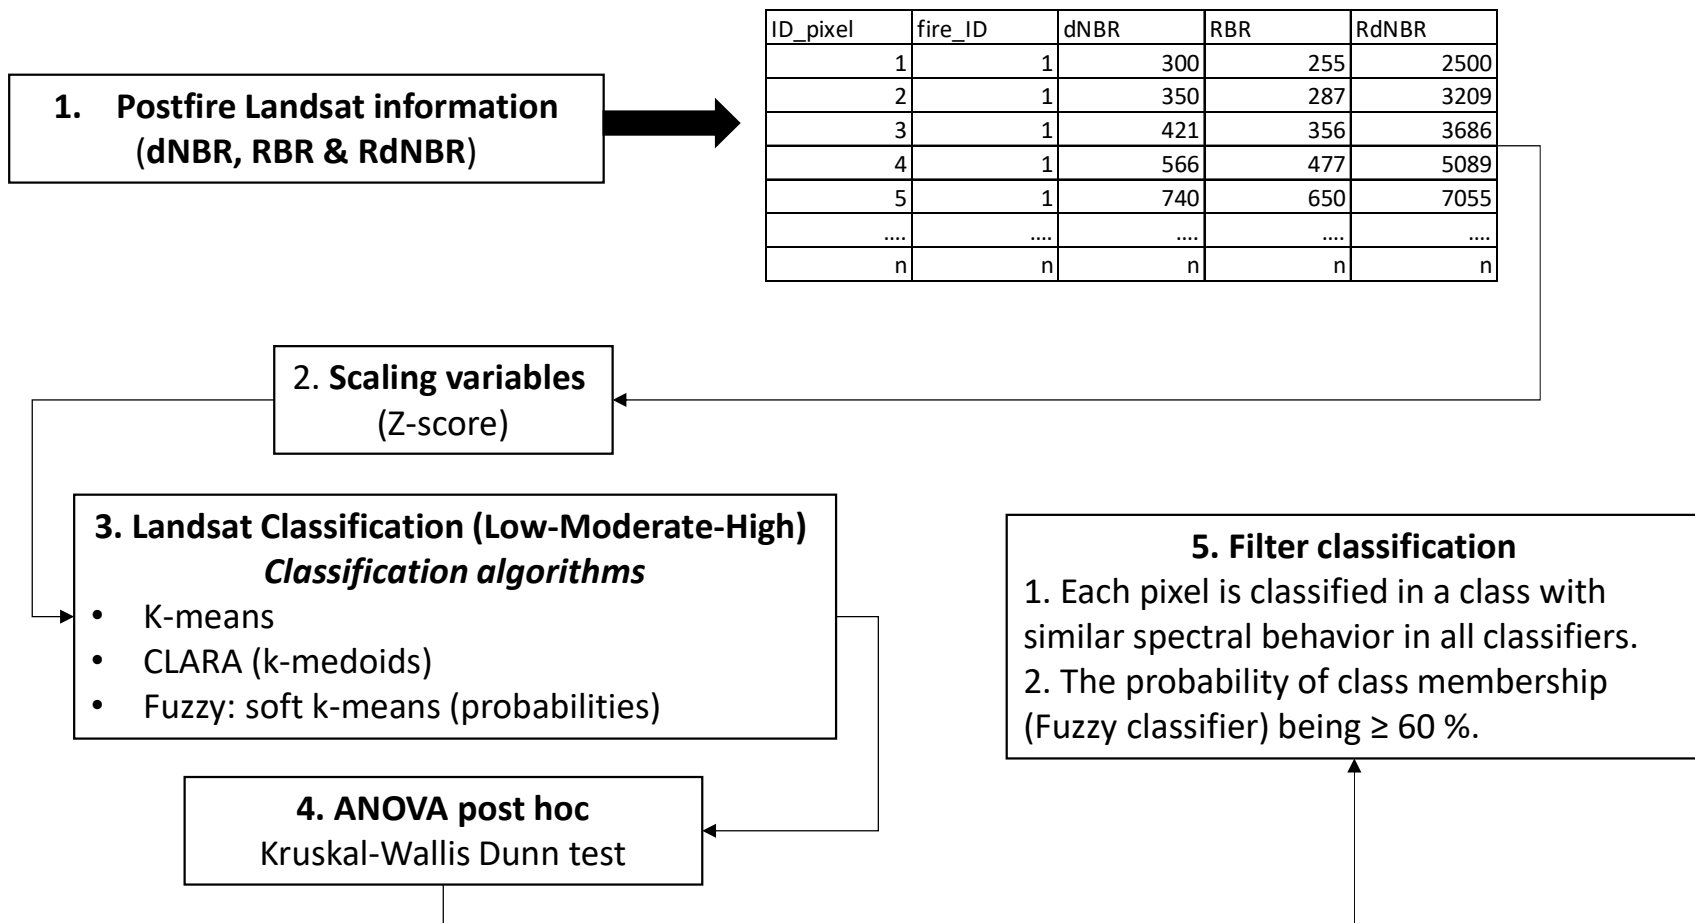 1. Postfire Landsat information
(dNBR, RBR & RdNBR)
ID_pixel fire_ID dNBR RBR RdNBR
1 1 300 255 2500
2 1 350 287 3209
3 1 421 356 3686
4 1 566 477 5089
5 1 740 650 7055
.... .... .... .... ....
n n n n n
2. Scaling variables
(Z-score)
3. Landsat Classification (Low-Moderate-High)
Classification algorithms
• K-means
• CLARA (k-medoids)
• Fuzzy: soft k-means (probabilities)
4. ANOVA post hoc
Kruskal-Wallis Dunn test
5. Filter classification
1. Each pixel is classified in a class with
similar spectral behavior in all classifiers.
2. The probability of class membership
(Fuzzy classifier) being ≥ 60 %.